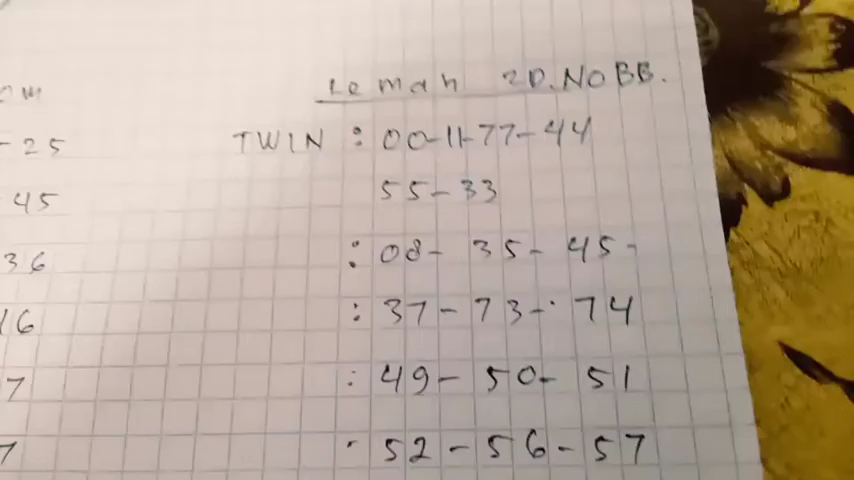 om
Lemah 2D.NOBB.
- 25
TWIN : 00-11-77-44
45
55-33
36
: 08- 35- 45-
16
: 37-73-74
7
: 49- 50- 51
7
52-56-57